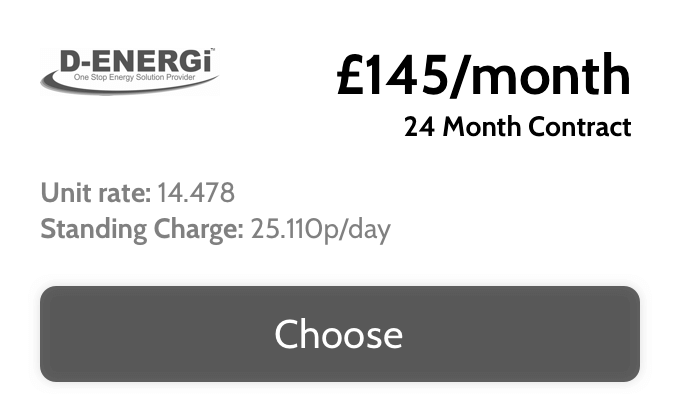 D-ENERGi™
One Stop Energy Solution Provider
£145/month
24 Month Contract
Unit rate: 14.478
Standing Charge: 25.110p/day
Choose